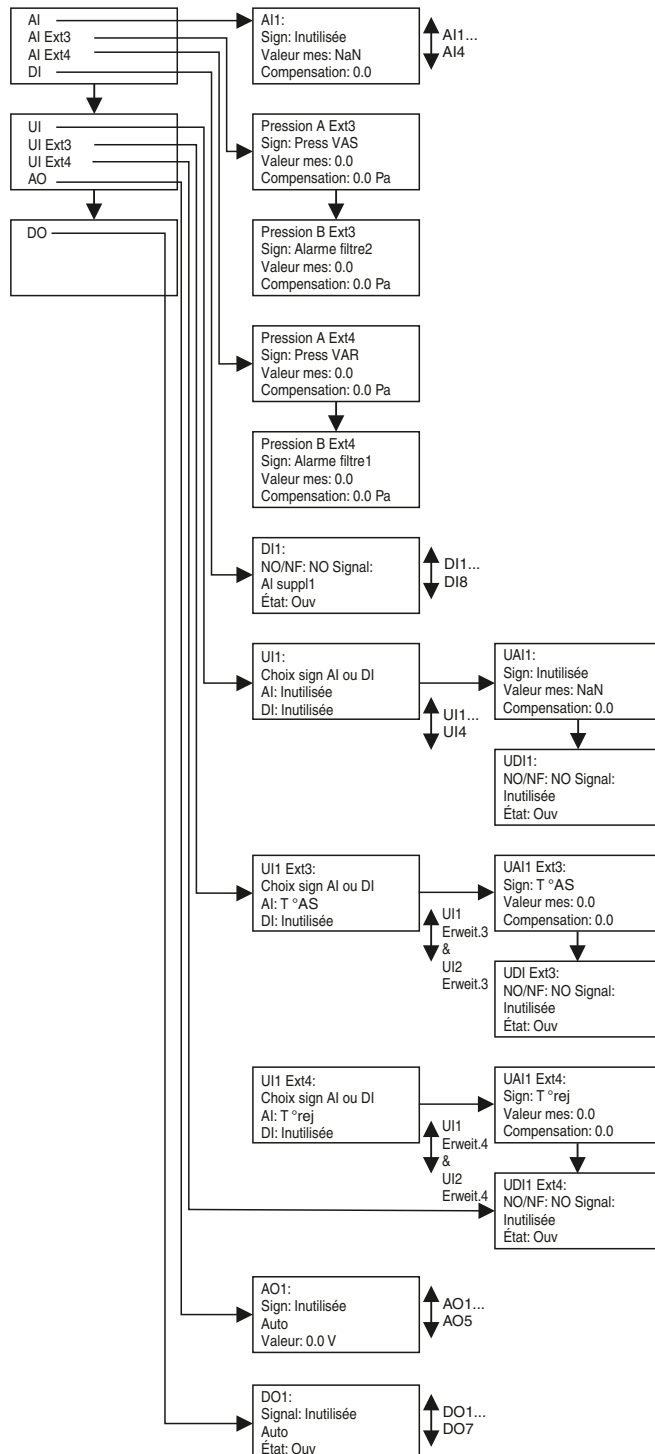 AI
AI Ext3
AI Ext4
DI
UI
UI Ext3
UI Ext4
AO
DO
AI1:
Sign: Inutilisée
Valeur mes: NaN
Compensation: 0.0
AI1...
AI4
Pression A Ext3
Sign: Press VAS
Valeur mes: 0.0
Compensation: 0.0 Pa
Pression B Ext3
Sign: Alarme filtre2
Valeur mes: 0.0
Compensation: 0.0 Pa
Pression A Ext4
Sign: Press VAR
Valeur mes: 0.0
Compensation: 0.0 Pa
Pression B Ext4
Sign: Alarme filtre1
Valeur mes: 0.0
Compensation: 0.0 Pa
DI1:
NO/NF: NO Signal:
Al suppl1
État: Ouv
DI1...
DI8
UI1:
Choix sign AI ou DI
AI: Inutilisée
DI: Inutilisée
UI1...
UI4
UAI1:
Sign: Inutilisée
Valeur mes: NaN
Compensation: 0.0
UDI1:
NO/NF: NO Signal:
Inutilisée
État: Ouv
UI1 Ext3:
Choix sign AI ou DI
AI: T °AS
DI: Inutilisée
UI1
Erweit.3
&
UI2
Erweit.3
UAI1 Ext3:
Sign: T °AS
Valeur mes: 0.0
Compensation: 0.0
UDI Ext3:
NO/NF: NO Signal:
Inutilisée
État: Ouv
UI1 Ext4:
Choix sign AI ou DI
AI: T °rej
DI: Inutilisée
UI1
Erweit.4
&
UI2
Erweit.4
UAI1 Ext4:
Sign: T °rej
Valeur mes: 0.0
Compensation: 0.0
UDI1 Ext4:
NO/NF: NO Signal:
Inutilisée
État: Ouv
AO1:
Sign: Inutilisée
Auto
Valeur: 0.0 V
AO1...
AO5
DO1:
Signal: Inutilisée
Auto
État: Ouv
DO1...
DO7